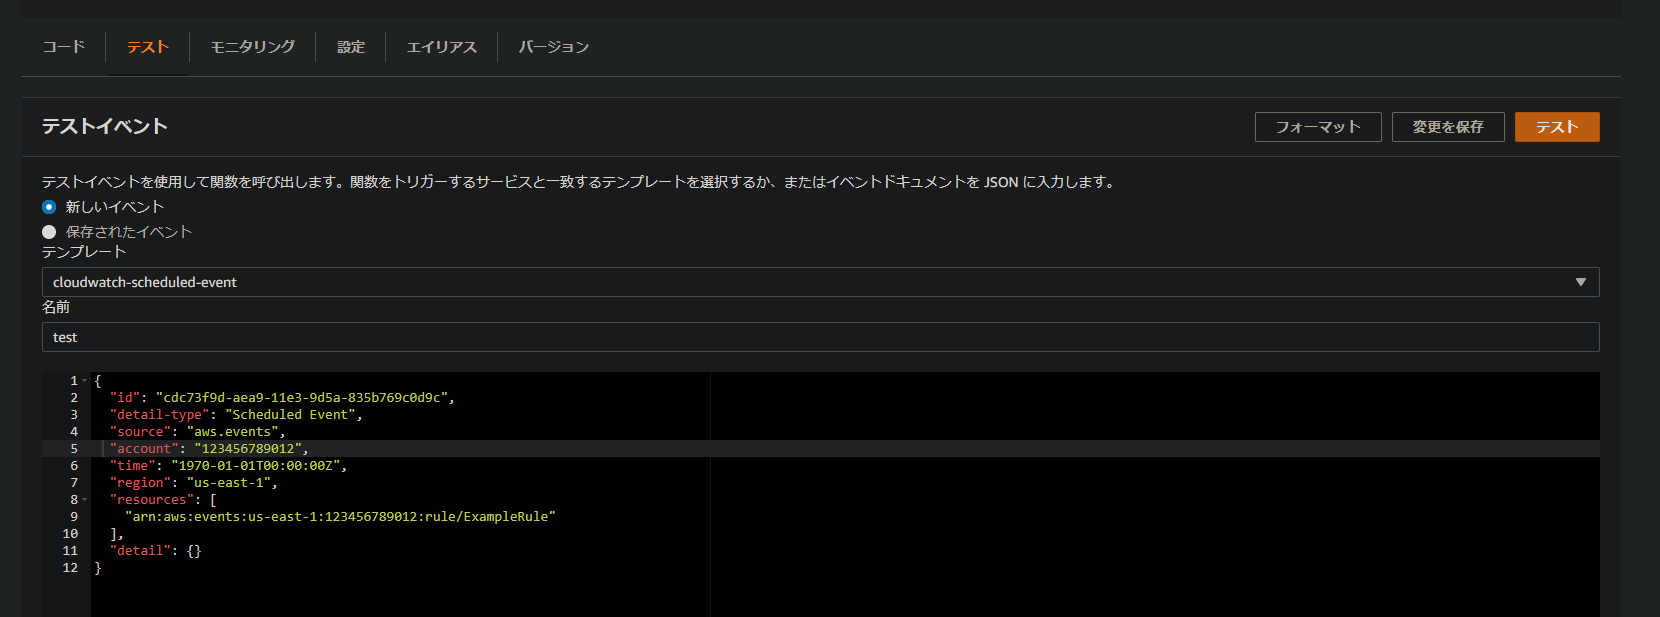 コード テスト モニタリング 設定 エイリアス バージョン
テストイベント フォーマット 変更を保存 テスト
テストイベントを使用して関数を呼び出します。関数をトリガーするサービスと一致するテンプレートを選択するか、またはイベントドキュメントを JSON に入力します。
新しいイベント
保存されたイベント
テンプレート
cloudwatch-scheduled-event
名前
test
1 {
2 "id": "cdc73f9d-aea9-11e3-9d5a-835b769c0d9c",
3 "detail-type": "Scheduled Event",
4 "source": "aws.events",
5 "account": "123456789012",
6 "time": "1970-01-01T00:00:00Z",
7 "region": "us-east-1",
8 "resources": [
9 "arn:aws:events:us-east-1:123456789012:rule/ExampleRule"
10 ],
11 "detail": {}
12 }